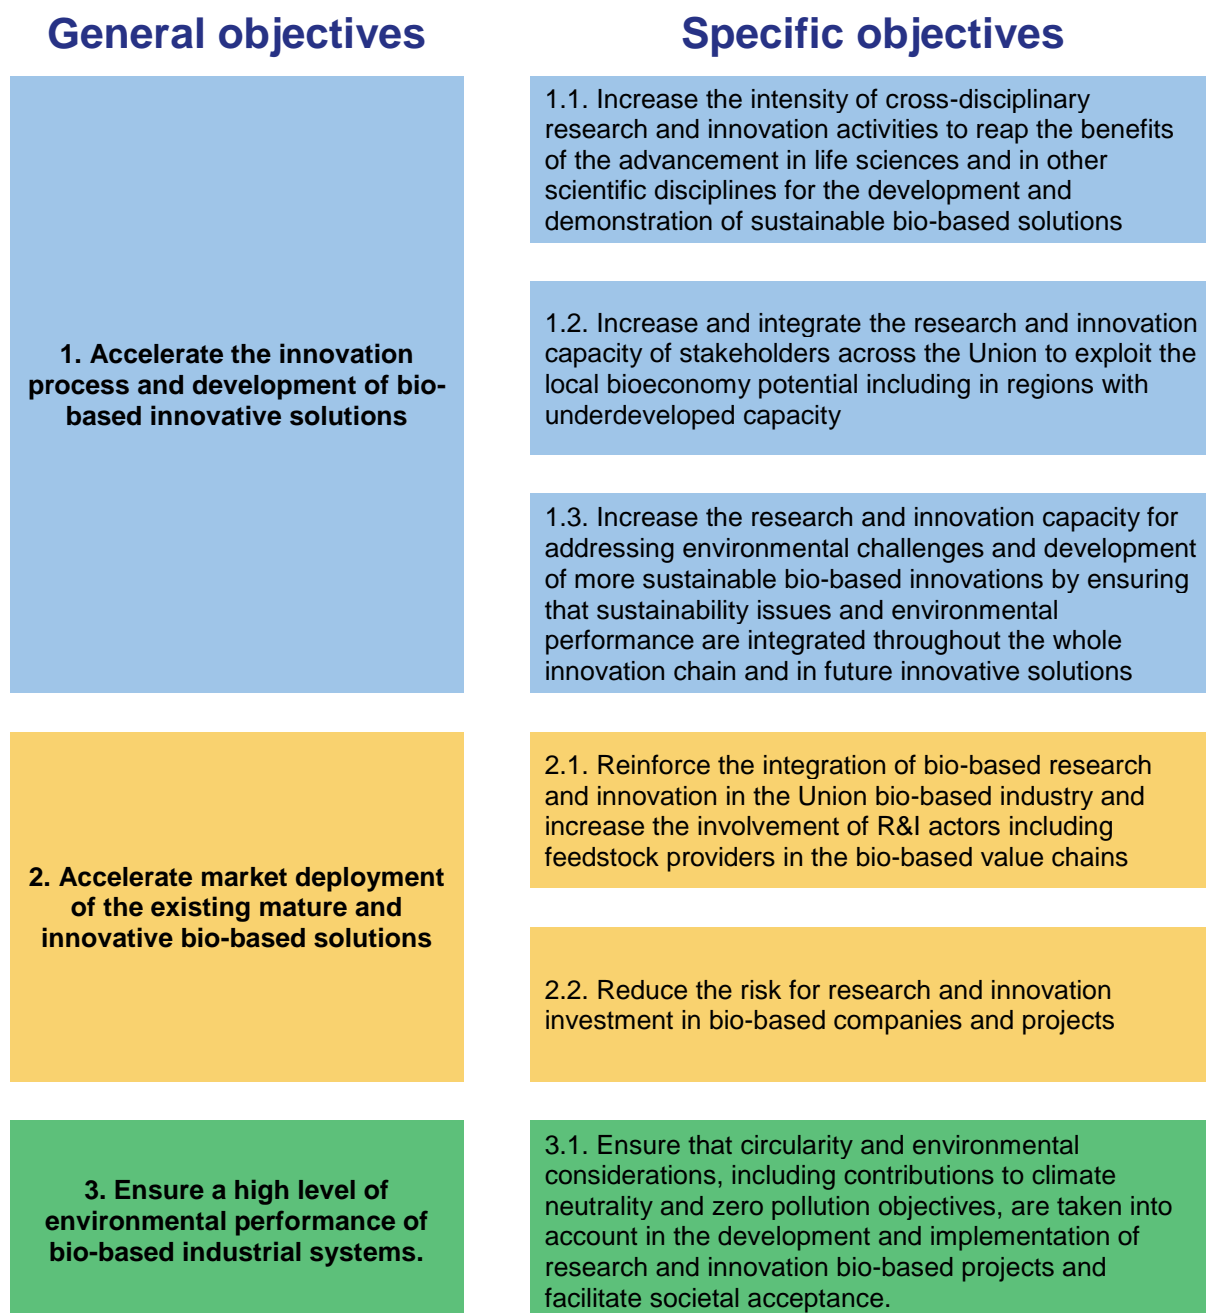 General objectives
Specific objectives
1. Accelerate the innovation
process and development of bio-
based innovative solutions
1.1. Increase the intensity of cross-disciplinary
research and innovation activities to reap the benefits
of the advancement in life sciences and in other
scientific disciplines for the development and
demonstration of sustainable bio-based solutions
1.2. Increase and integrate the research and innovation
capacity of stakeholders across the Union to exploit the
local bioeconomy potential including in regions with
underdeveloped capacity
1.3. Increase the research and innovation capacity for
addressing environmental challenges and development
of more sustainable bio-based innovations by ensuring
that sustainability issues and environmental
performance are integrated throughout the whole
innovation chain and in future innovative solutions
2. Accelerate market deployment
of the existing mature and
innovative bio-based solutions
2.1. Reinforce the integration of bio-based research
and innovation in the Union bio-based industry and
increase the involvement of R&I actors including
feedstock providers in the bio-based value chains
2.2. Reduce the risk for research and innovation
investment in bio-based companies and projects
3. Ensure a high level of
environmental performance of
bio-based industrial systems.
3.1. Ensure that circularity and environmental
considerations, including contributions to climate
neutrality and zero pollution objectives, are taken into
account in the development and implementation of
research and innovation bio-based projects and
facilitate societal acceptance.